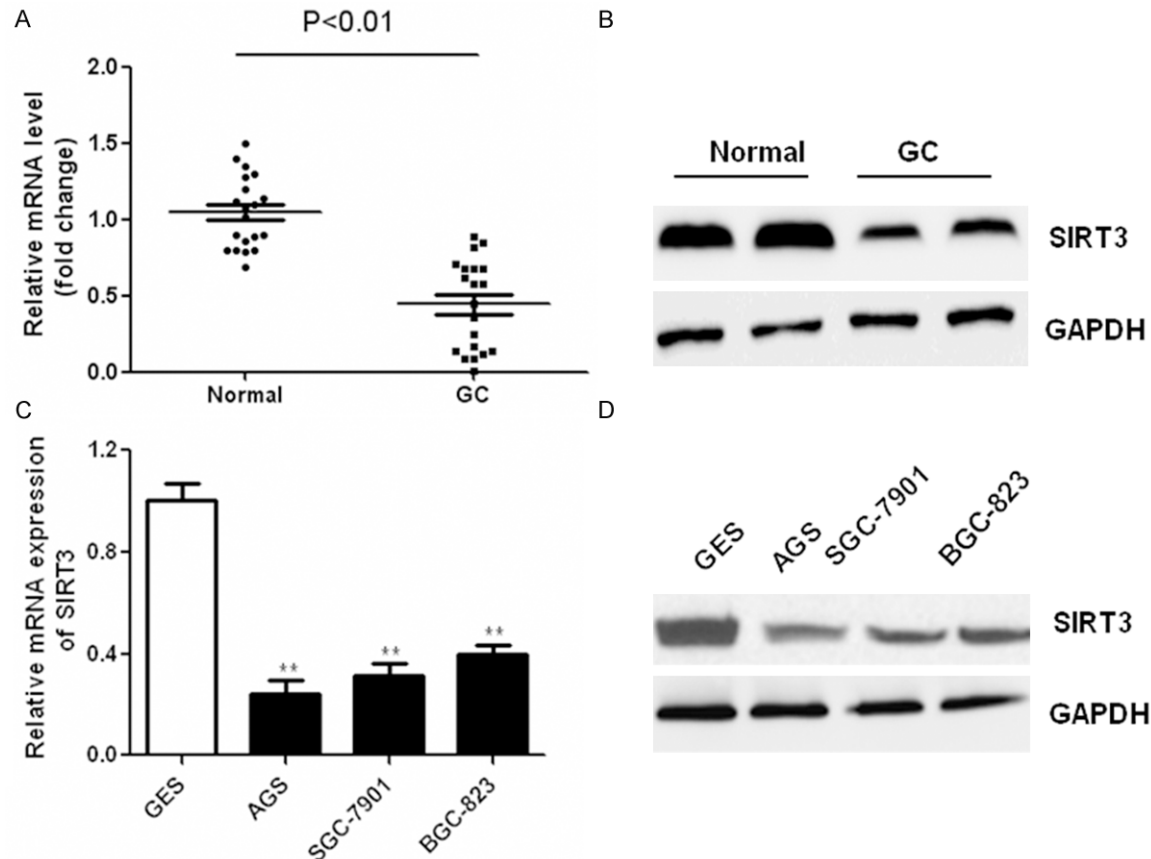 A
P<0.01
Relative mRNA level
(fold change)
2.0
1.5
1.0
0.5
0.0
Normal
GC
B
Normal
GC
SIRT3
GAPDH
C
Relative mRNA expression
of SIRT3
1.2
0.8
0.4
0.0
**
**
**
GES
AGS
SGC-7901
BGC-823
D
GES
AGS
SGC-7901
BGC-823
SIRT3
GAPDH